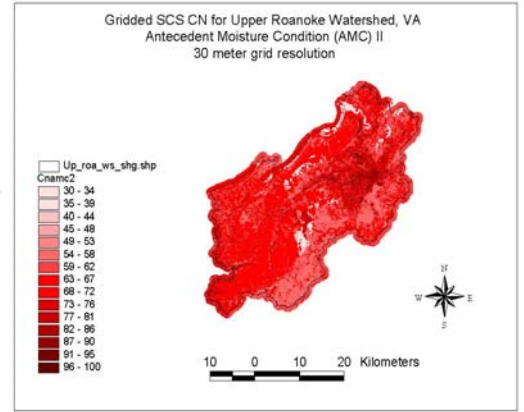 Gridded SCS CN for Upper Roanoke Watershed, VA
Antecedent Moisture Condition (AMC) II
30 meter grid resolution
Up_roa_ws_shg.shp
Cnamc2
30 - 34
35 - 39
40 - 44
45 - 48
49 - 53
54 - 58
59 - 62
63 - 67
68 - 72
73 - 76
77 - 81
82 - 86
87 - 90
91 - 95
96 - 100
N
W E
S
10 0 10 20 Kilometers